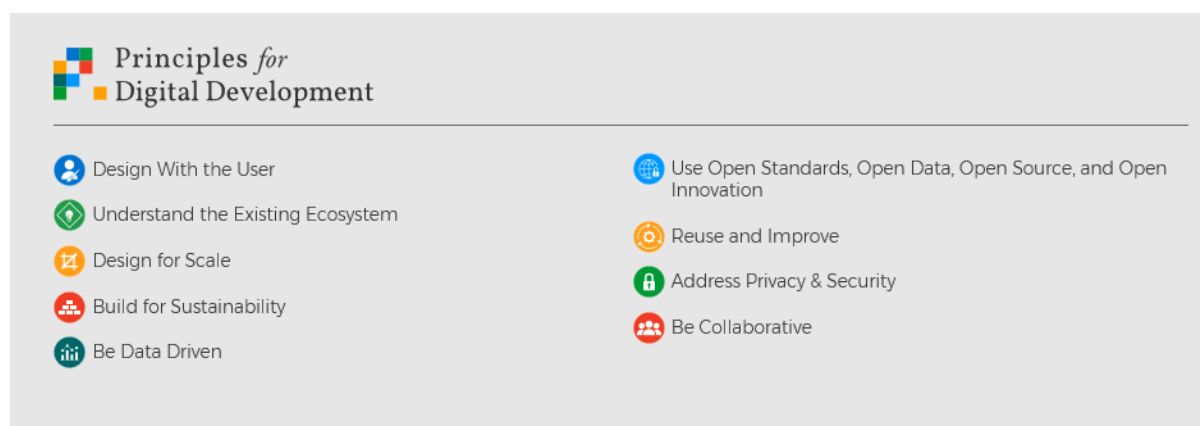 Principles for
Digital Development
Design With the User
Understand the Existing Ecosystem
Design for Scale
Build for Sustainability
Be Data Driven
Use Open Standards, Open Data, Open Source, and Open
Innovation
Reuse and Improve
Address Privacy & Security
Be Collaborative